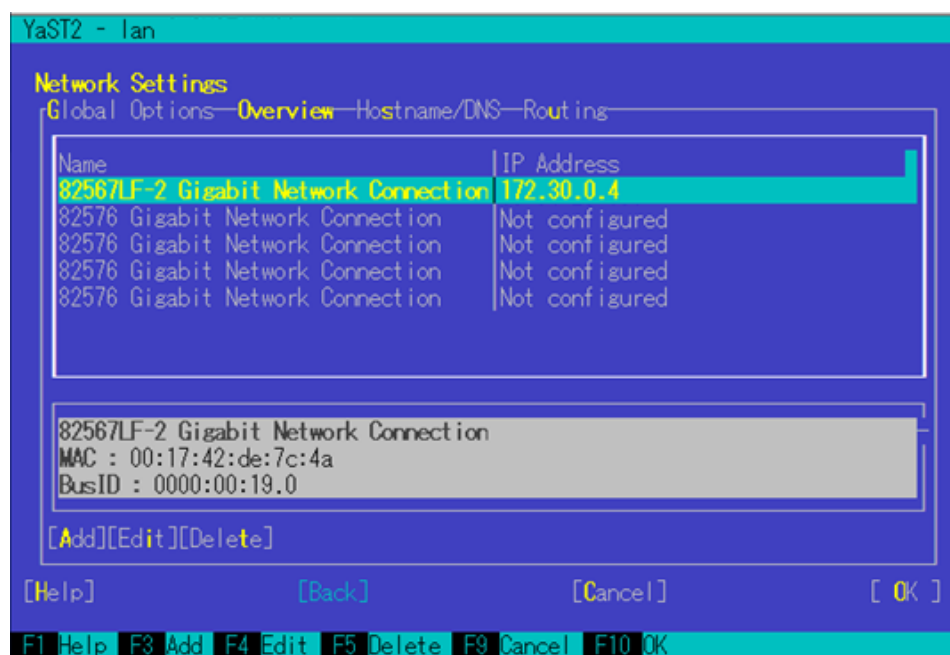 YaST2 - lan
Network Settings
Global Options Overview Hostname/DNS Routing
Name IP Address
82567LF-2 Gigabit Network Connection 172.30.0.4
82576 Gigabit Network Connection Not configured
82576 Gigabit Network Connection Not configured
82576 Gigabit Network Connection Not configured
82576 Gigabit Network Connection Not configured
82567LF-2 Gigabit Network Connection
MAC : 00:17:42:de:7c:4a
BusID : 0000:00:19.0
[Add][Edit][Delete]
[Help] [Back] [Cancel] [ OK ]
F1 Help F3 Add F4 Edit F5 Delete F9 Cancel F10 OK